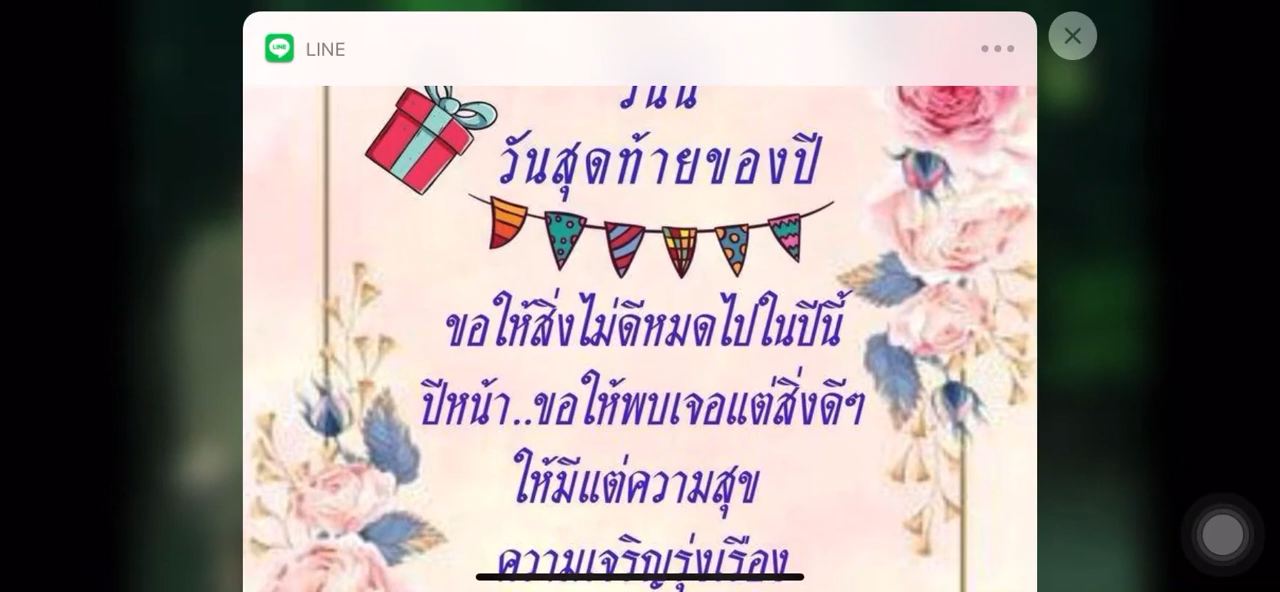 LINE
วันนี้
วันสุดท้ายของปี
ขอให้สิ่งไม่ดีหมดไปในปีนี้
ปีหน้า..ขอให้พบเจอแต่สิ่งดีๆ
ให้มีแต่ความสุข
ความเจริญรุ่งเรือง